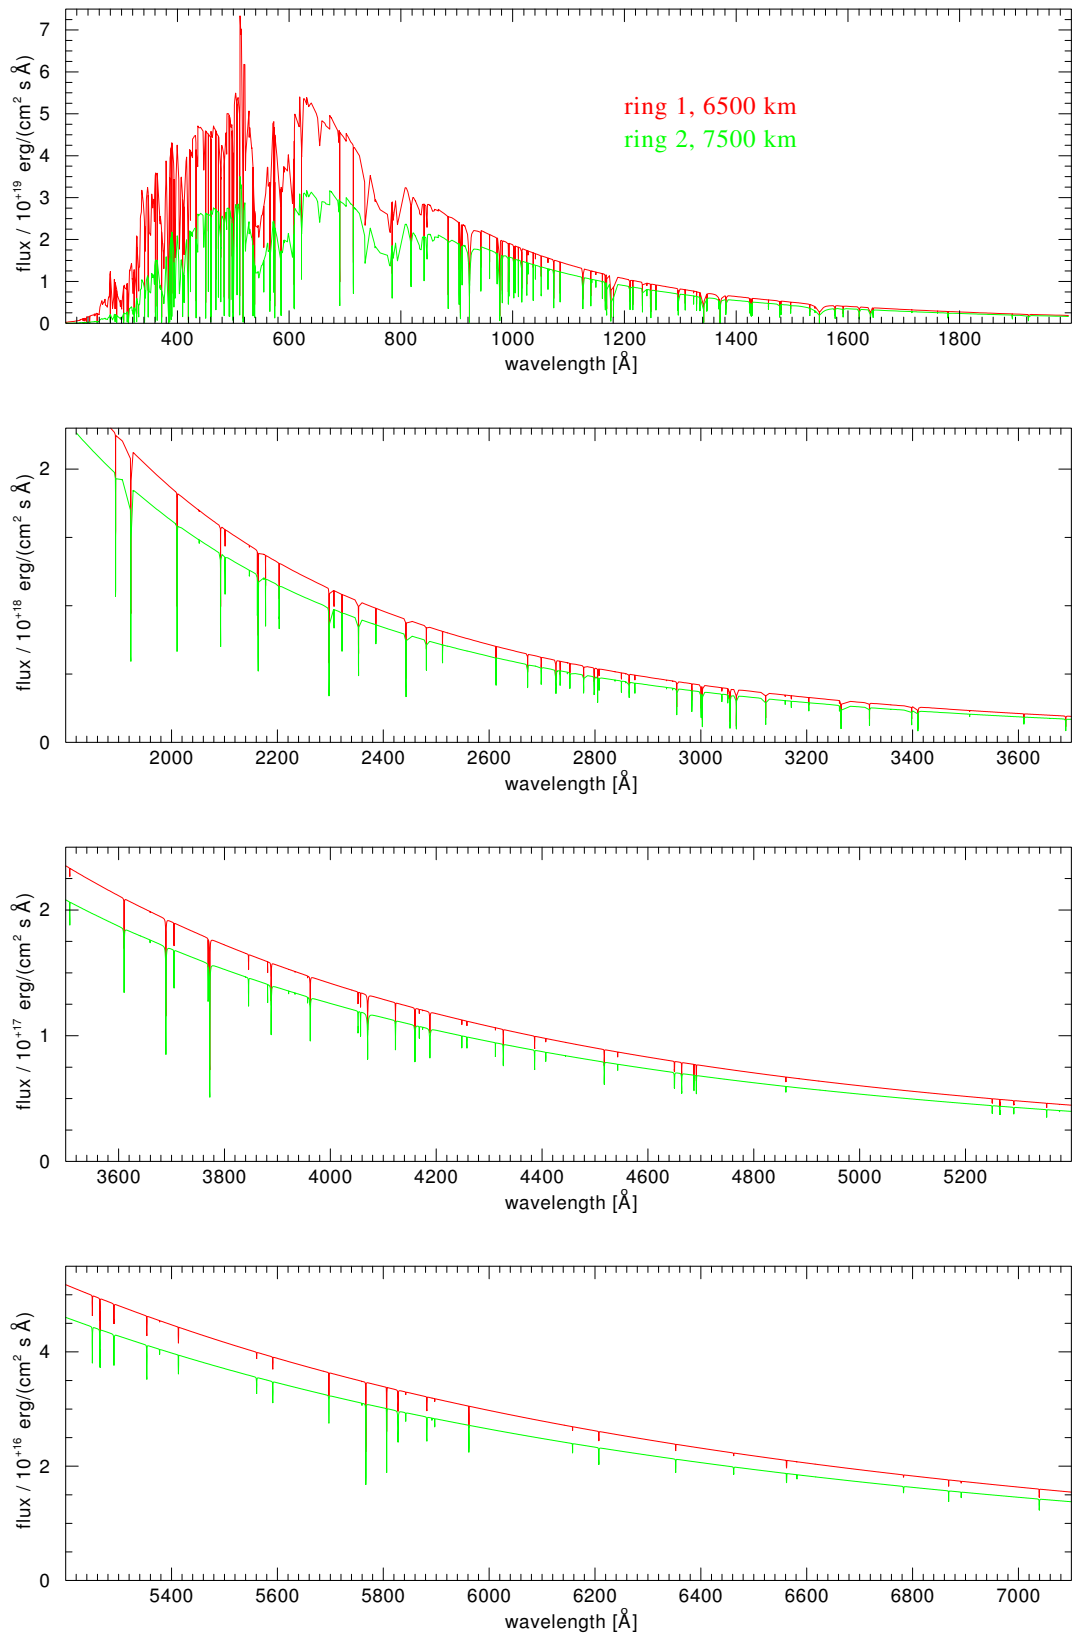 7
6
5
4
3
2
1
0
flux / 10⁺¹⁹ erg/(cm² s Å)
ring 1, 6500 km
ring 2, 7500 km
400 600 800 1000 1200 1400 1600 1800
wavelength [Å]
2
0
flux / 10⁺¹⁸ erg/(cm² s Å)
2000 2200 2400 2600 2800 3000 3200 3400 3600
wavelength [Å]
2
1
0
flux / 10⁺¹⁷ erg/(cm² s Å)
3600 3800 4000 4200 4400 4600 4800 5000 5200
wavelength [Å]
4
2
0
flux / 10⁺¹⁶ erg/(cm² s Å)
5400 5600 5800 6000 6200 6400 6600 6800 7000
wavelength [Å]